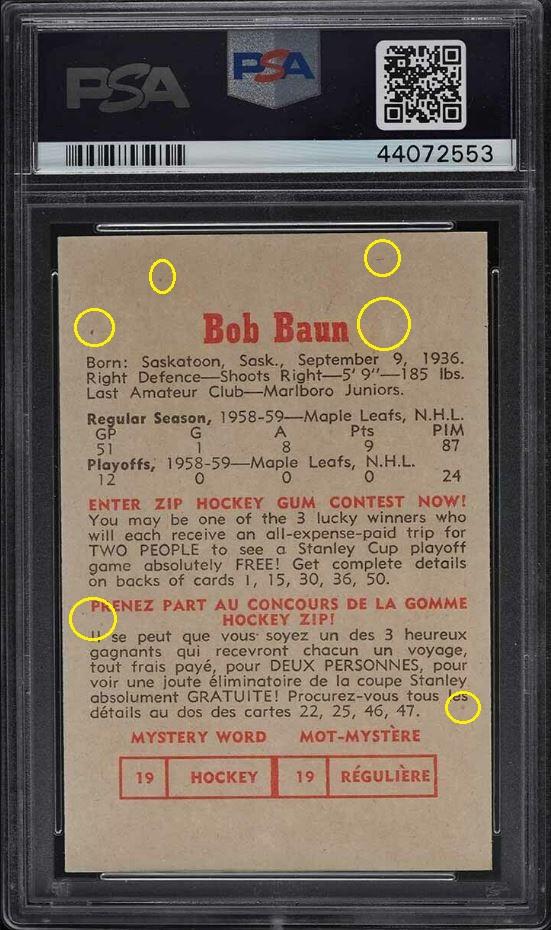 PSA PSA
44072553
Bob Baun
Born: Saskatoon, Sask., September 9, 1936.
Right Defence—Shoots Right—5' 9"—185 lbs.
Last Amateur Club—Marlboro Juniors.
Regular Season, 1958-59—Maple Leafs, N.H.L.
GP G A Pts PIM
51 1 8 9 87
Playoffs, 1958-59—Maple Leafs, N.H.L.
12 0 0 0 24
ENTER ZIP HOCKEY GUM CONTEST NOW!
You may be one of the 3 lucky winners who
will each receive an all-expense-paid trip for
TWO PEOPLE to see a Stanley Cup playoff
game absolutely FREE! Get complete details
on backs of cards 1, 15, 30, 36, 50.
PRENEZ PART AU CONCOURS DE LA GOMME
HOCKEY ZIP!
Il se peut que vous soyez un des 3 heureux
gagnants qui recevront chacun un voyage,
tout frais payé, pour DEUX PERSONNES, pour
voir une joute éliminatoire de la coupe Stanley
absolument GRATUITE! Procurez-vous tous les
détails au dos des cartes 22, 25, 46, 47.
MYSTERY WORD MOT-MYSTÈRE
19 HOCKEY 19 RÉGULIÈRE